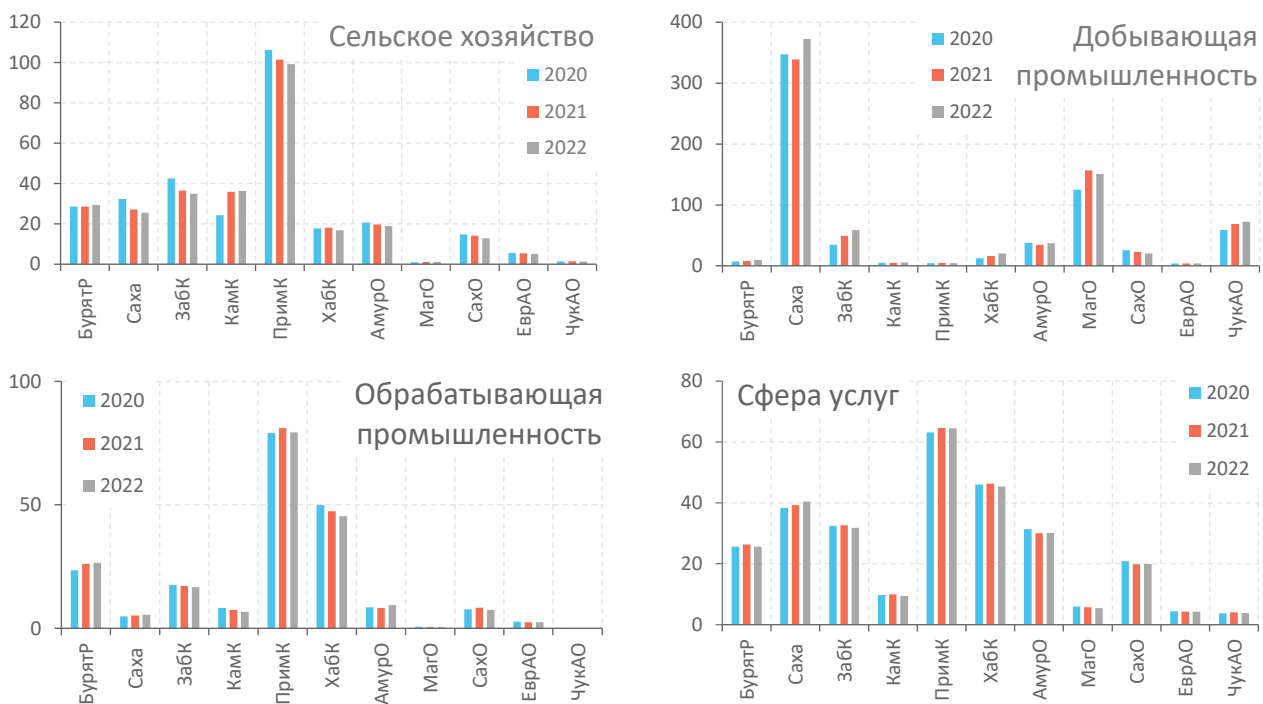 Сельское хозяйство
120
100
80
60
40
20
0
2020
2021
2022
БурятР
Саха
ЗабК
КамК
ПримК
ХабК
АмурО
МагО
СахО
ЕврАО
ЧукАО
Добывающая
промышленность
400
300
200
100
0
2020
2021
2022
БурятР
Саха
ЗабК
КамК
ПримК
ХабК
АмурО
МагО
СахО
ЕврАО
ЧукАО
Обрабатывающая
промышленность
100
50
0
2020
2021
2022
БурятР
Саха
ЗабК
КамК
ПримК
ХабК
АмурО
МагО
СахО
ЕврАО
ЧукАО
Сфера услуг
80
60
40
20
0
2020
2021
2022
БурятР
Саха
ЗабК
КамК
ПримК
ХабК
АмурО
МагО
СахО
ЕврАО
ЧукАО